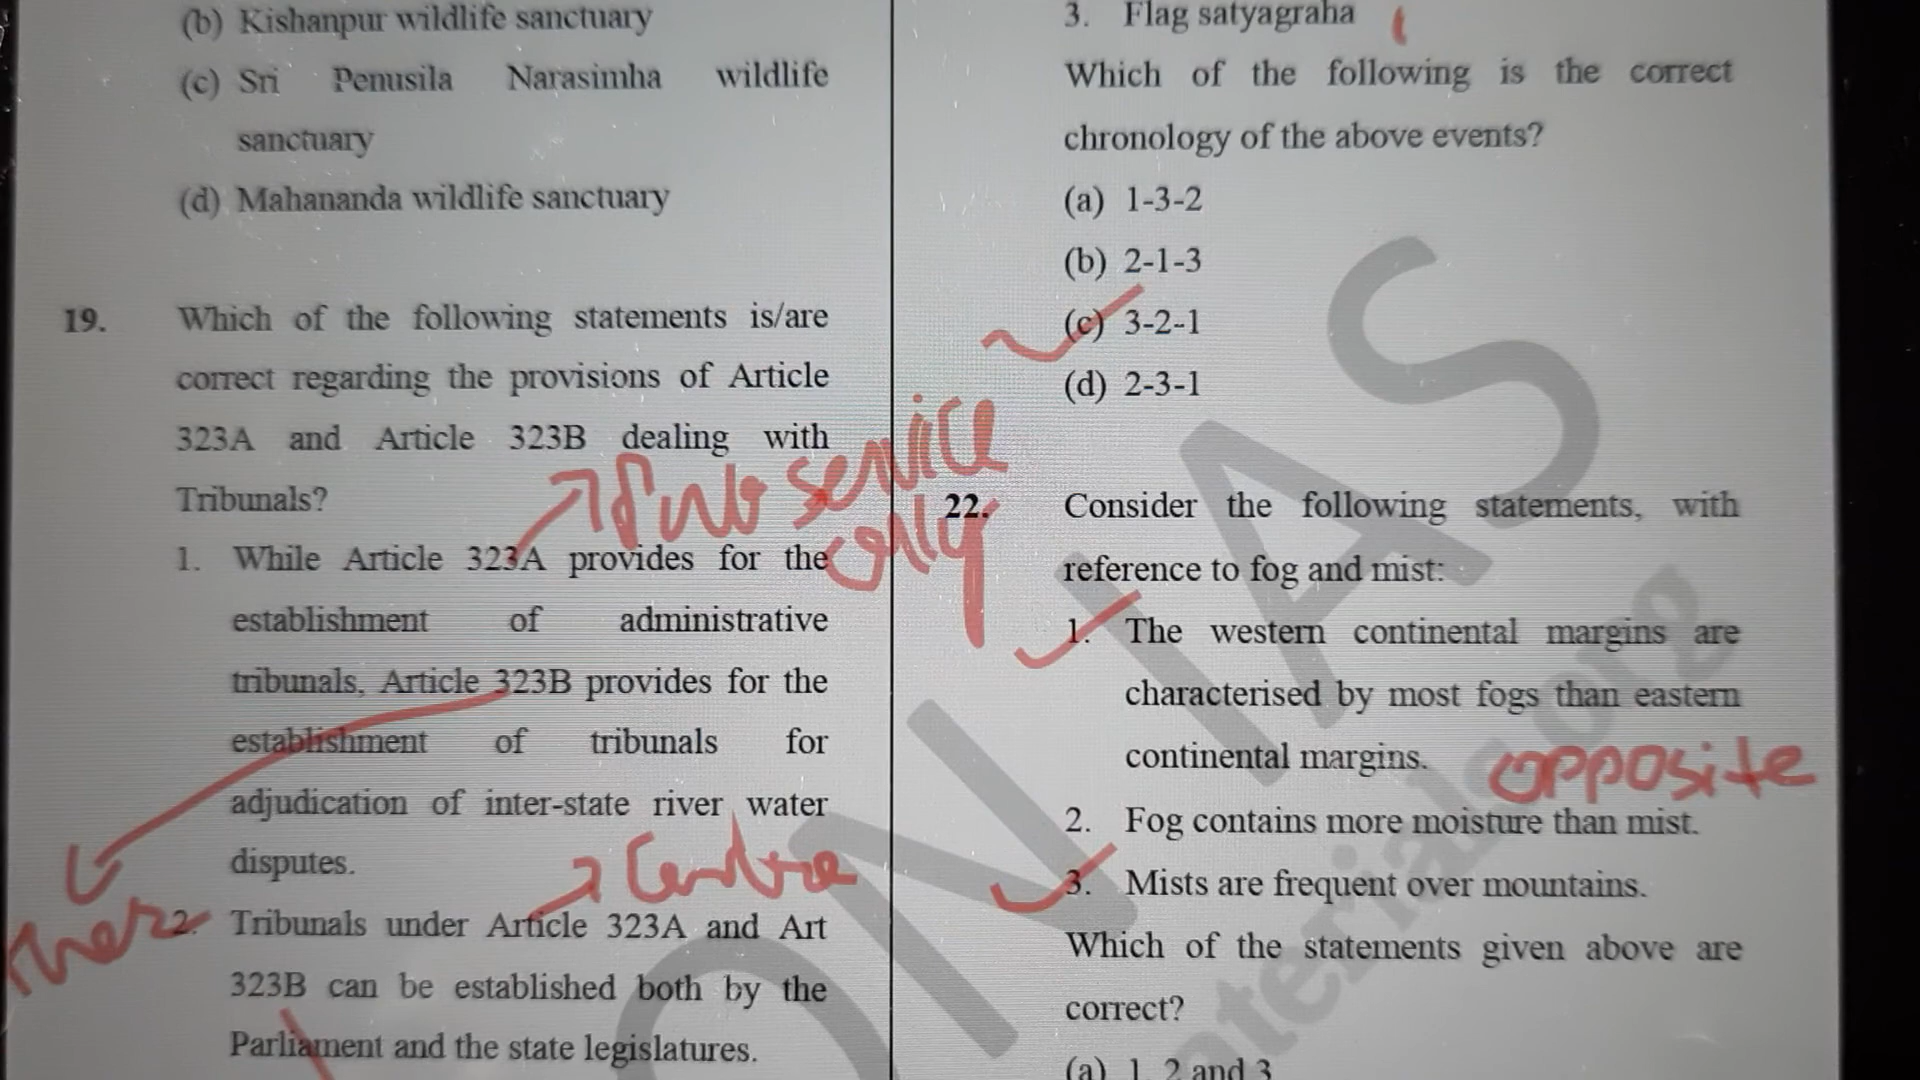 (b) Kishanpur wildlife sanctuary
(c) Sri Penusila Narasimha wildlife
sanctuary
(d) Mahananda wildlife sanctuary
19. Which of the following statements is/are
correct regarding the provisions of Article
323A and Article 323B dealing with
Tribunals?
service
only
1. While Article 323A provides for the
establishment of administrative
tribunals, Article 323B provides for the
establishment of tribunals for
adjudication of inter-state river water
disputes.
Centre
2. Tribunals under Article 323A and Art
323B can be established both by the
Parliament and the state legislatures.
3. Flag satyagraha
Which of the following is the correct
chronology of the above events?
(a) 1-3-2
(b) 2-1-3
(c) 3-2-1
(d) 2-3-1
22. Consider the following statements, with
reference to fog and mist:
1. The western continental margins are
characterised by most fogs than eastern
continental margins.
opposite
2. Fog contains more moisture than mist.
3. Mists are frequent over mountains.
Which of the statements given above are
correct?
(a) 1, 2 and 3
ON IAS